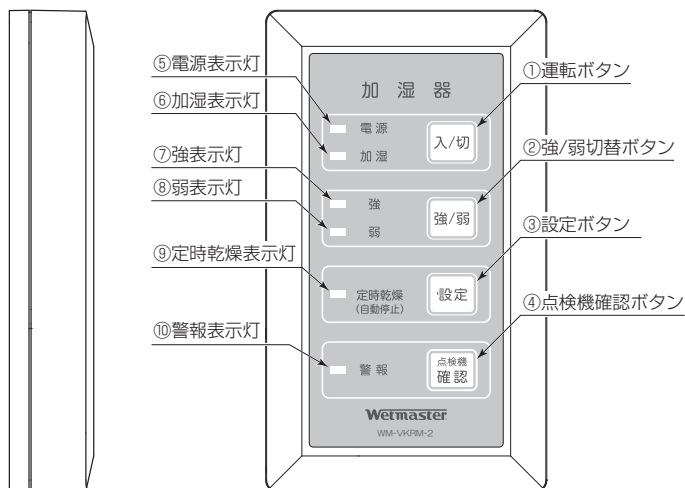 ⑤電源表示灯
⑥加湿表示灯
⑦強表示灯
⑧弱表示灯
⑨定時乾燥表示灯
⑩警報表示灯
加湿器
電源
加湿
入/切
強
弱
強/弱
定時乾燥
(自動停止)
設定
警報
点検機
確認
Wetmaster
WM-VKRM-2
①運転ボタン
②強/弱切替ボタン
③設定ボタン
④点検機確認ボタン